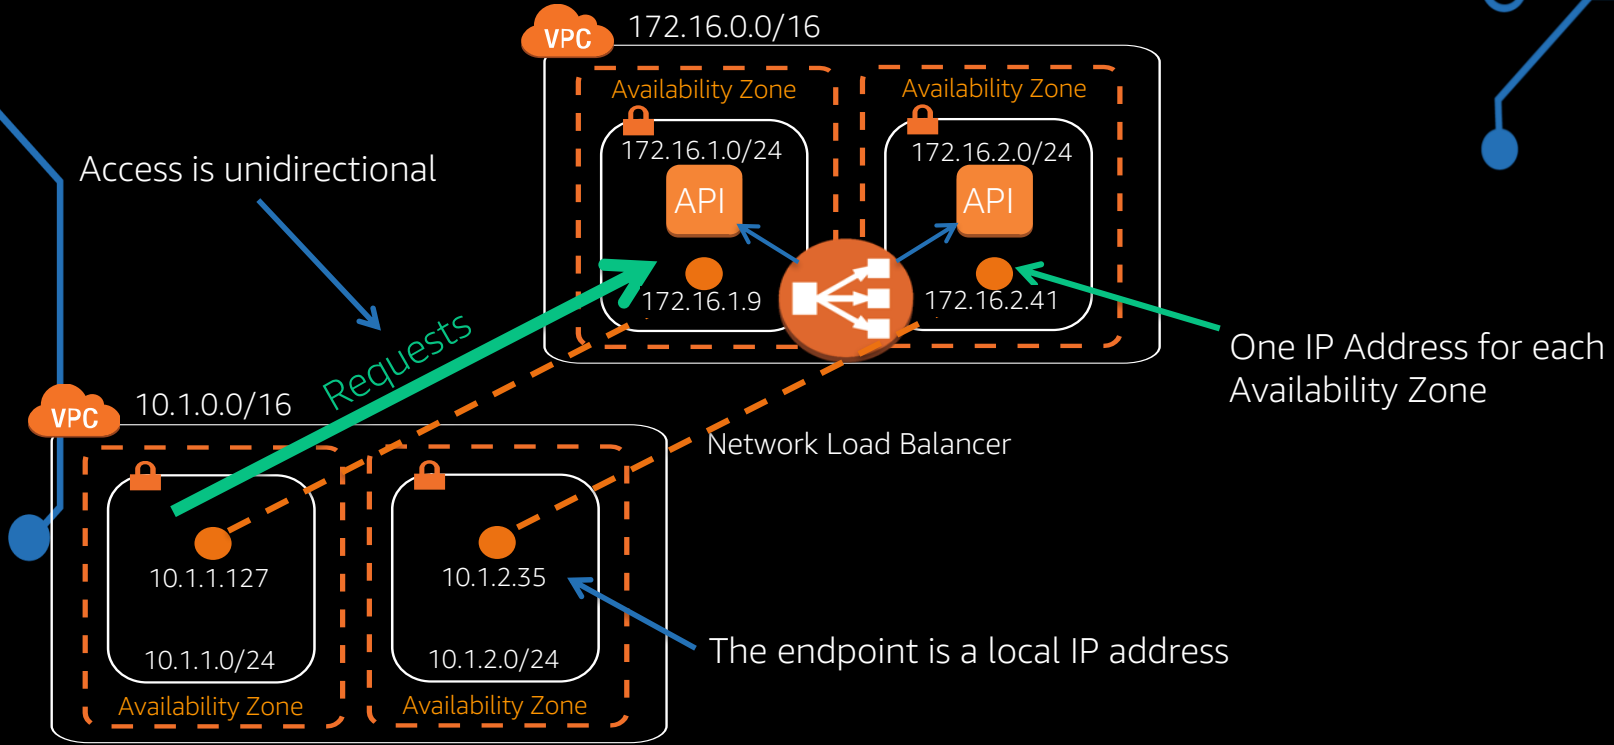 VPC
172.16.0.0/16
Availability Zone
Availability Zone
172.16.1.0/24
172.16.2.0/24
API
API
172.16.1.9
172.16.2.41
Access is unidirectional
Requests
One IP Address for each
Availability Zone
VPC
10.1.0.0/16
Network Load Balancer
10.1.1.127
10.1.2.35
10.1.1.0/24
10.1.2.0/24
Availability Zone
Availability Zone
The endpoint is a local IP address